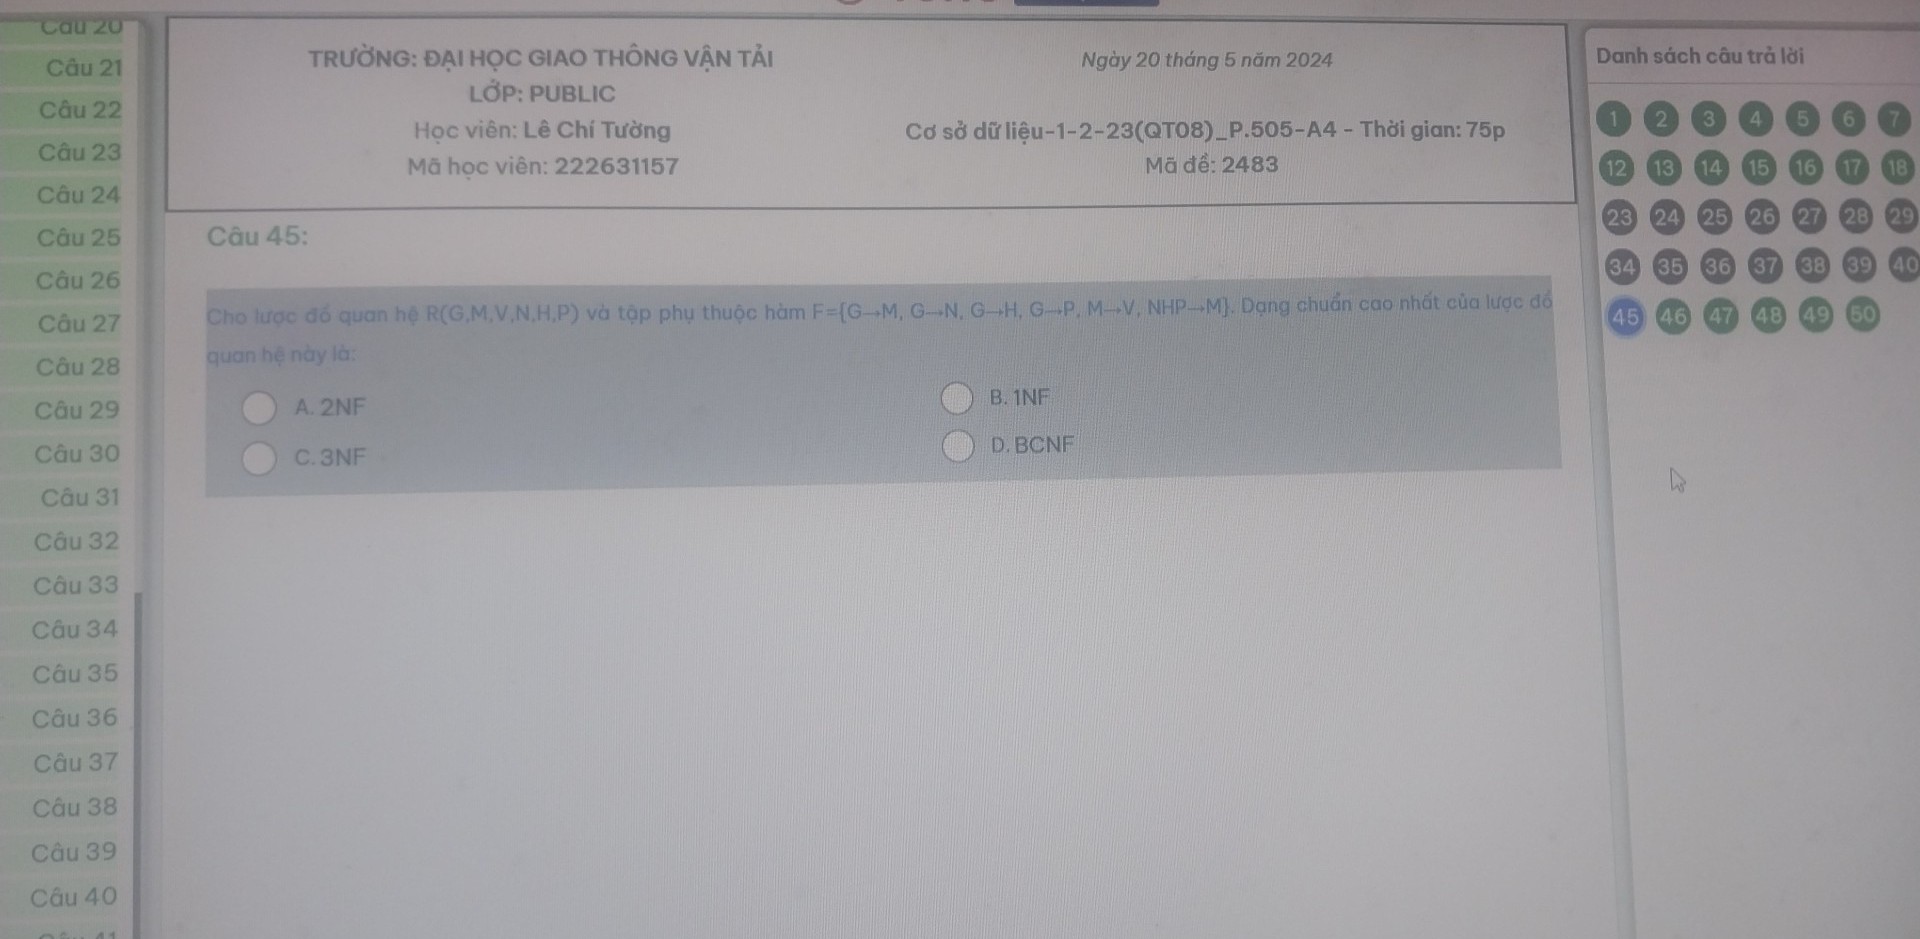 Câu 20
Câu 21
Câu 22
Câu 23
Câu 24
Câu 25
Câu 26
Câu 27
Câu 28
Câu 29
Câu 30
Câu 31
Câu 32
Câu 33
Câu 34
Câu 35
Câu 36
Câu 37
Câu 38
Câu 39
Câu 40
TRƯỜNG: ĐẠI HỌC GIAO THÔNG VẬN TẢI
LỚP: PUBLIC
Học viên: Lê Chí Tường
Mã học viên: 222631157
Ngày 20 tháng 5 năm 2024
Cơ sở dữ liệu-1-2-23(QT08)_P.505-A4 - Thời gian: 75p
Mã đề: 2483
Câu 45:
Cho lược đồ quan hệ R(G,M,V,N,H,P) và tập phụ thuộc hàm F={G→M, G→N, G→H, G→P, M→V, NHP→M}. Dạng chuẩn cao nhất của lược đồ
quan hệ này là:
A. 2NF
B. 1NF
C. 3NF
D. BCNF
Danh sách câu trả lời
1 2 3 4 5 6 7
12 13 14 15 16 17 18
23 24 25 26 27 28 29
34 35 36 37 38 39 40
45 46 47 48 49 50